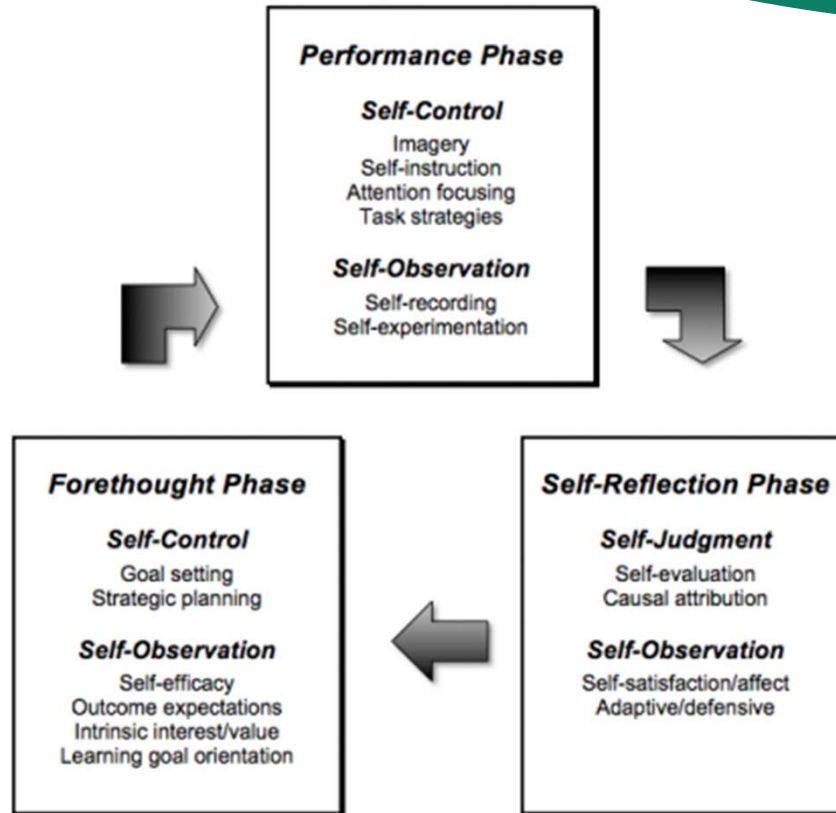 Performance Phase
Self-Control
Imagery
Self-instruction
Attention focusing
Task strategies
Self-Observation
Self-recording
Self-experimentation
Forethought Phase
Self-Control
Goal setting
Strategic planning
Self-Observation
Self-efficacy
Outcome expectations
Intrinsic interest/value
Learning goal orientation
Self-Reflection Phase
Self-Judgment
Self-evaluation
Causal attribution
Self-Observation
Self-satisfaction/affect
Adaptive/defensive